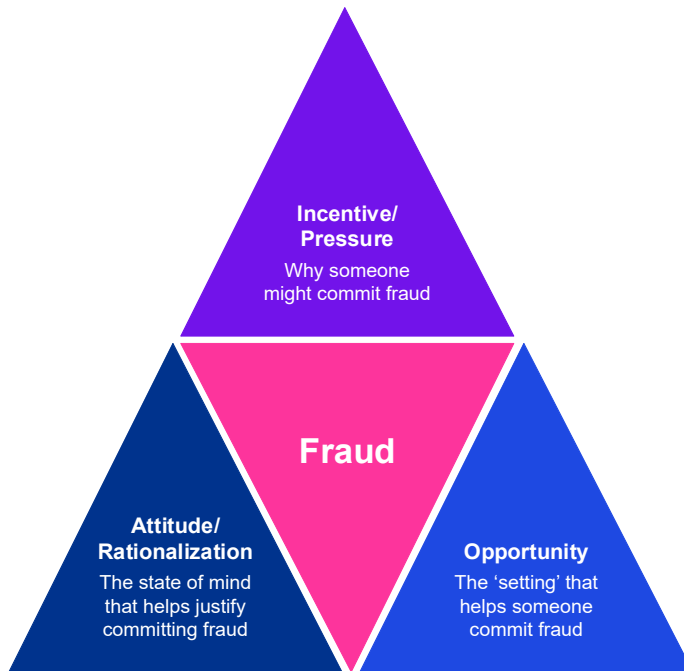 Incentive/
Pressure
Why someone
might commit fraud
Fraud
Attitude/
Rationalization
The state of mind
that helps justify
committing fraud
Opportunity
The ‘setting’ that
helps someone
commit fraud